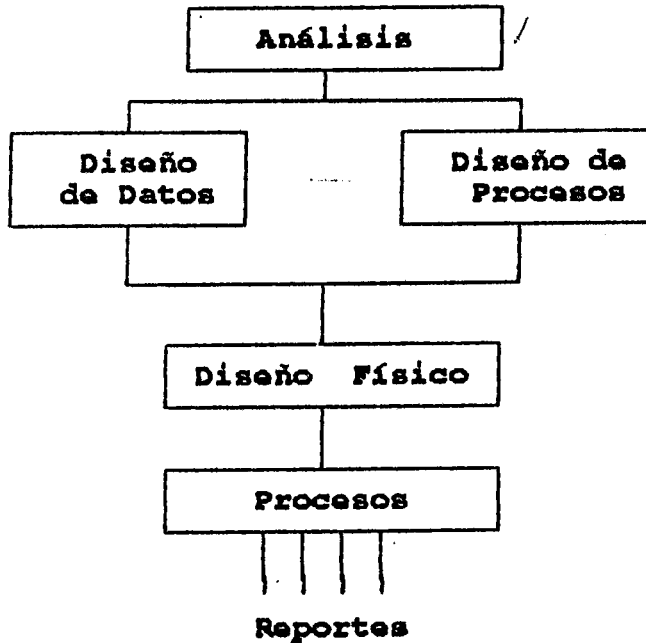 Análisis
Diseño
de Datos
Diseño de
Procesos
Diseño Físico
Procesos
Reportes